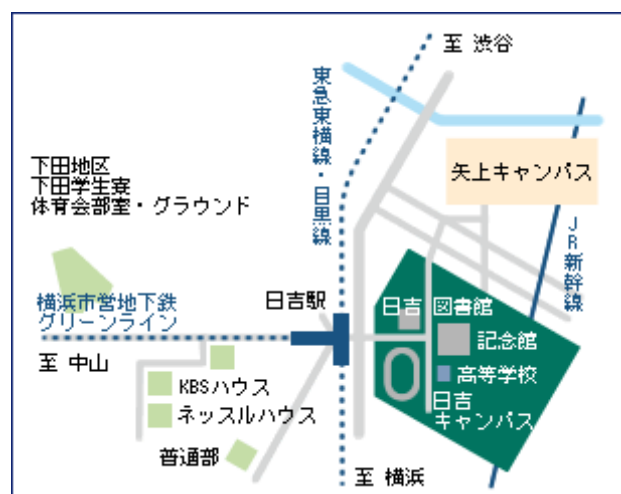 至 渋谷
東急東横線・目黒線
矢上キャンパス
下田地区
下田学生寮
体育会部室・グラウンド
JR新幹線
日吉駅
横浜市営地下鉄
グリーンライン
至 中山
日吉 図書館
記念館
高等学校
日吉
キャンパス
KBSハウス
ネッスルハウス
普通部
至 横浜